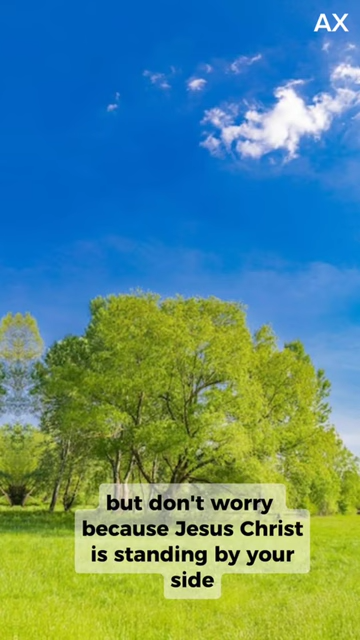 AX
but don't worry
because Jesus Christ
is standing by your
side